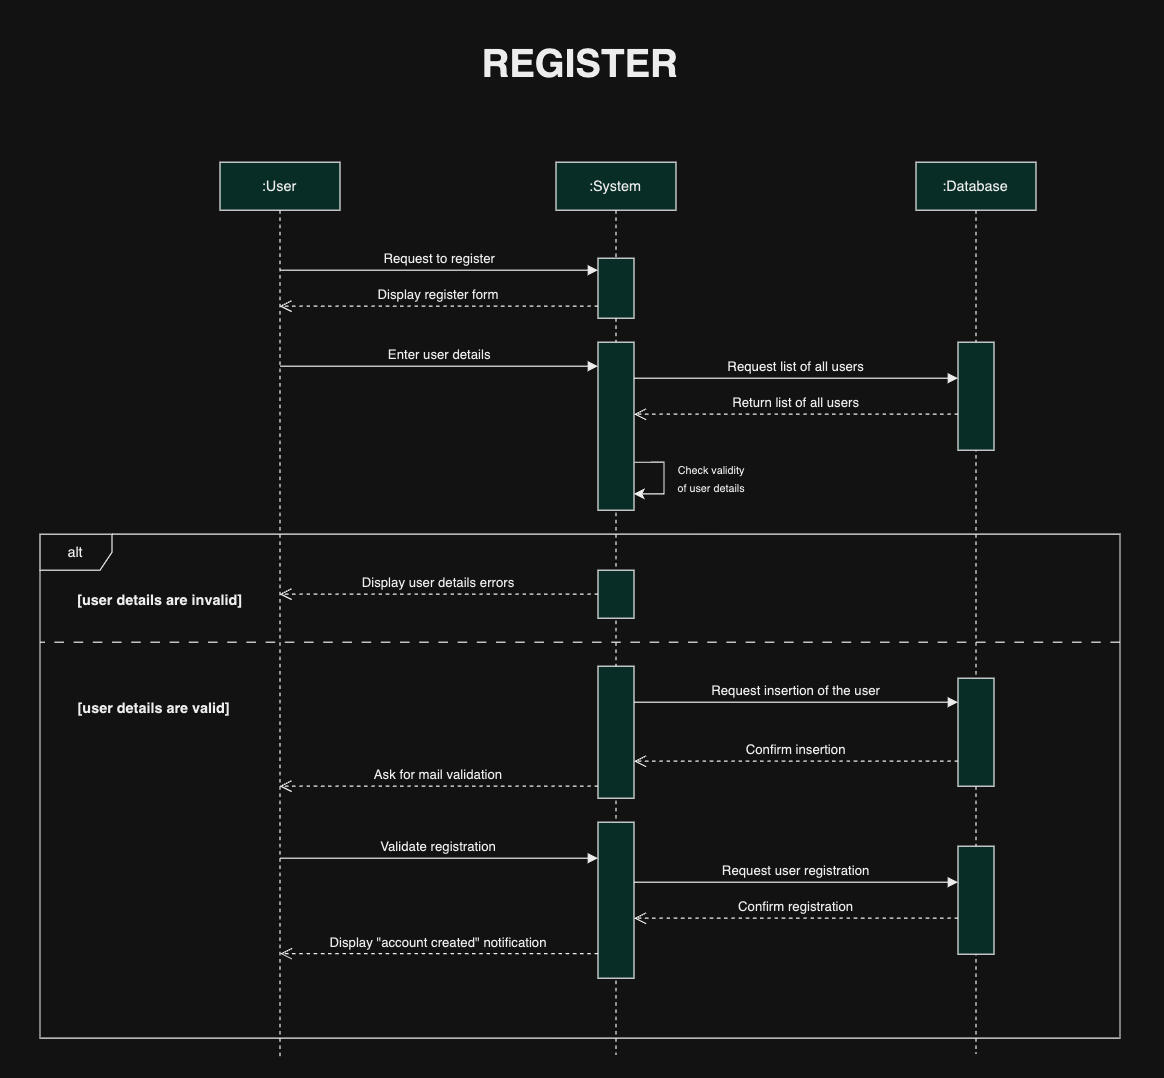 REGISTER
:User
:System
:Database
Request to register
Display register form
Enter user details
Request list of all users
Return list of all users
Check validity
of user details
alt
Display user details errors
[user details are invalid]
Request insertion of the user
[user details are valid]
Confirm insertion
Ask for mail validation
Validate registration
Request user registration
Confirm registration
Display "account created" notification